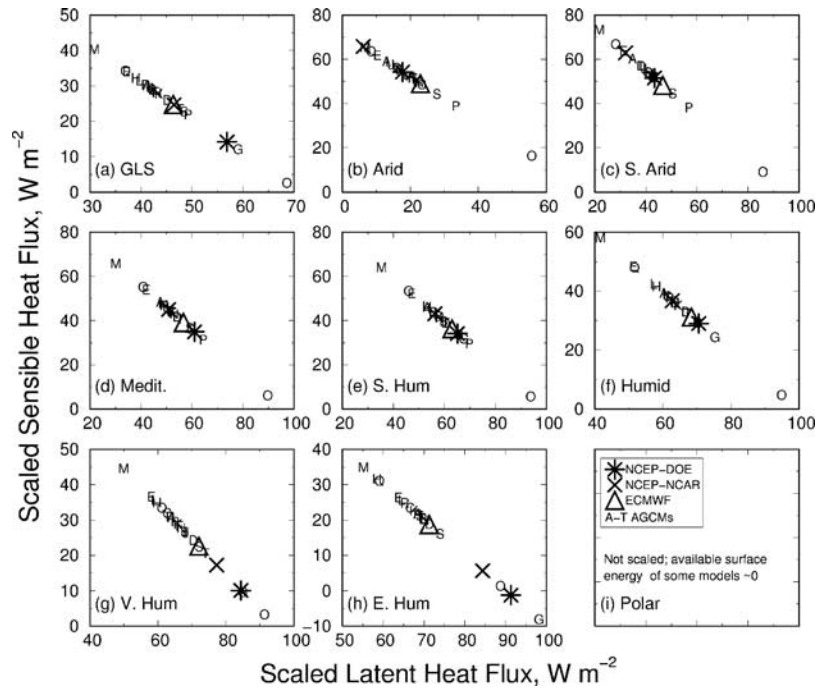 Scaled Sensible Heat Flux, W m⁻²
50
40
30
20
10
0
30 40 50 60 70
(a) GLS
M
G
O
80
60
40
20
0
0 20 40 60
(b) Arid
S
P
O
80
60
40
20
0
20 40 60 80 100
(c) S. Arid
M
S
P
O
80
60
40
20
0
20 40 60 80 100
(d) Medit.
M
O
80
60
40
20
0
20 40 60 80 100
(e) S. Hum
M
O
60
50
40
30
20
10
0
40 60 80 100
(f) Humid
M
G
O
50
40
30
20
10
0
40 60 80 100
(g) V. Hum
M
O
50
40
30
20
10
0
−10
50 60 70 80 90 100
(h) E. Hum
M
S
O
G
NCEP−DOE
NCEP−NCAR
ECMWF
A−T AGCMs
Not scaled; available surface
energy of some models ~0
(i) Polar
Scaled Latent Heat Flux, W m⁻²